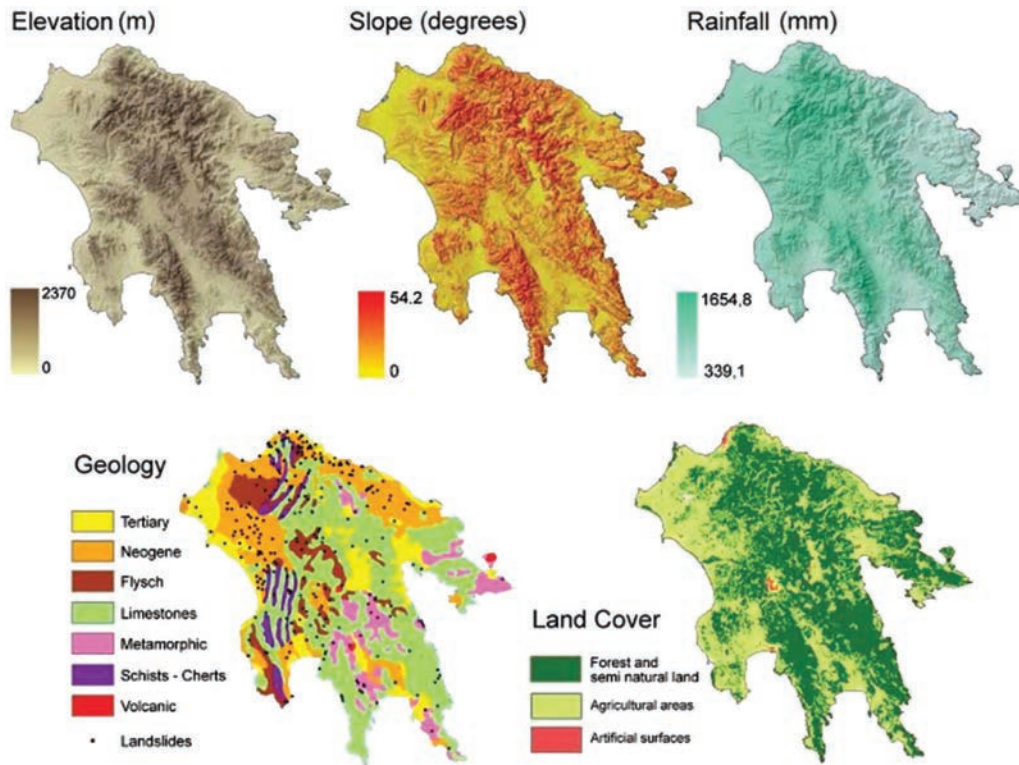 Elevation (m)
2370
0
Slope (degrees)
54.2
0
Rainfall (mm)
1654,8
339,1
Geology
Tertiary
Neogene
Flysch
Limestones
Metamorphic
Schists - Cherts
Volcanic
Landslides
Land Cover
Forest and
semi natural land
Agricultural areas
Artificial surfaces